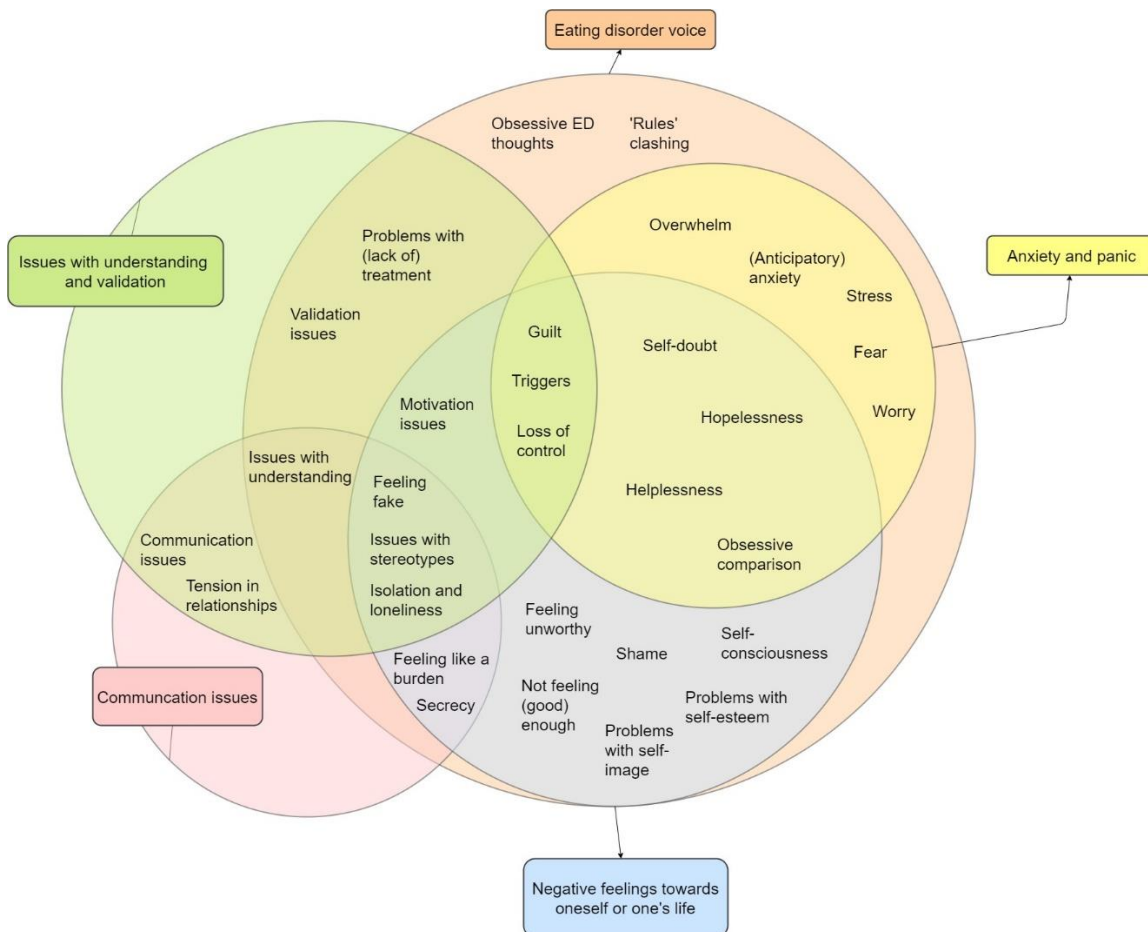 Eating disorder voice
Obsessive ED
thoughts
'Rules'
clashing
Overwhelm
Problems with
(lack of)
treatment
Issues with understanding
and validation
(Anticipatory)
anxiety
Anxiety and panic
Stress
Validation
issues
Guilt
Self-doubt
Fear
Triggers
Motivation
issues
Hopelessness
Worry
Loss of
control
Issues with
understanding
Feeling
fake
Helplessness
Communication
issues
Issues with
stereotypes
Obsessive
comparison
Tension in
relationships
Isolation and
loneliness
Feeling
unworthy
Self-
consciousness
Shame
Feeling like a
burden
Communcation issues
Secrecy
Not feeling
(good)
enough
Problems with
self-esteem
Problems
with self-
image
Negative feelings towards
oneself or one's life